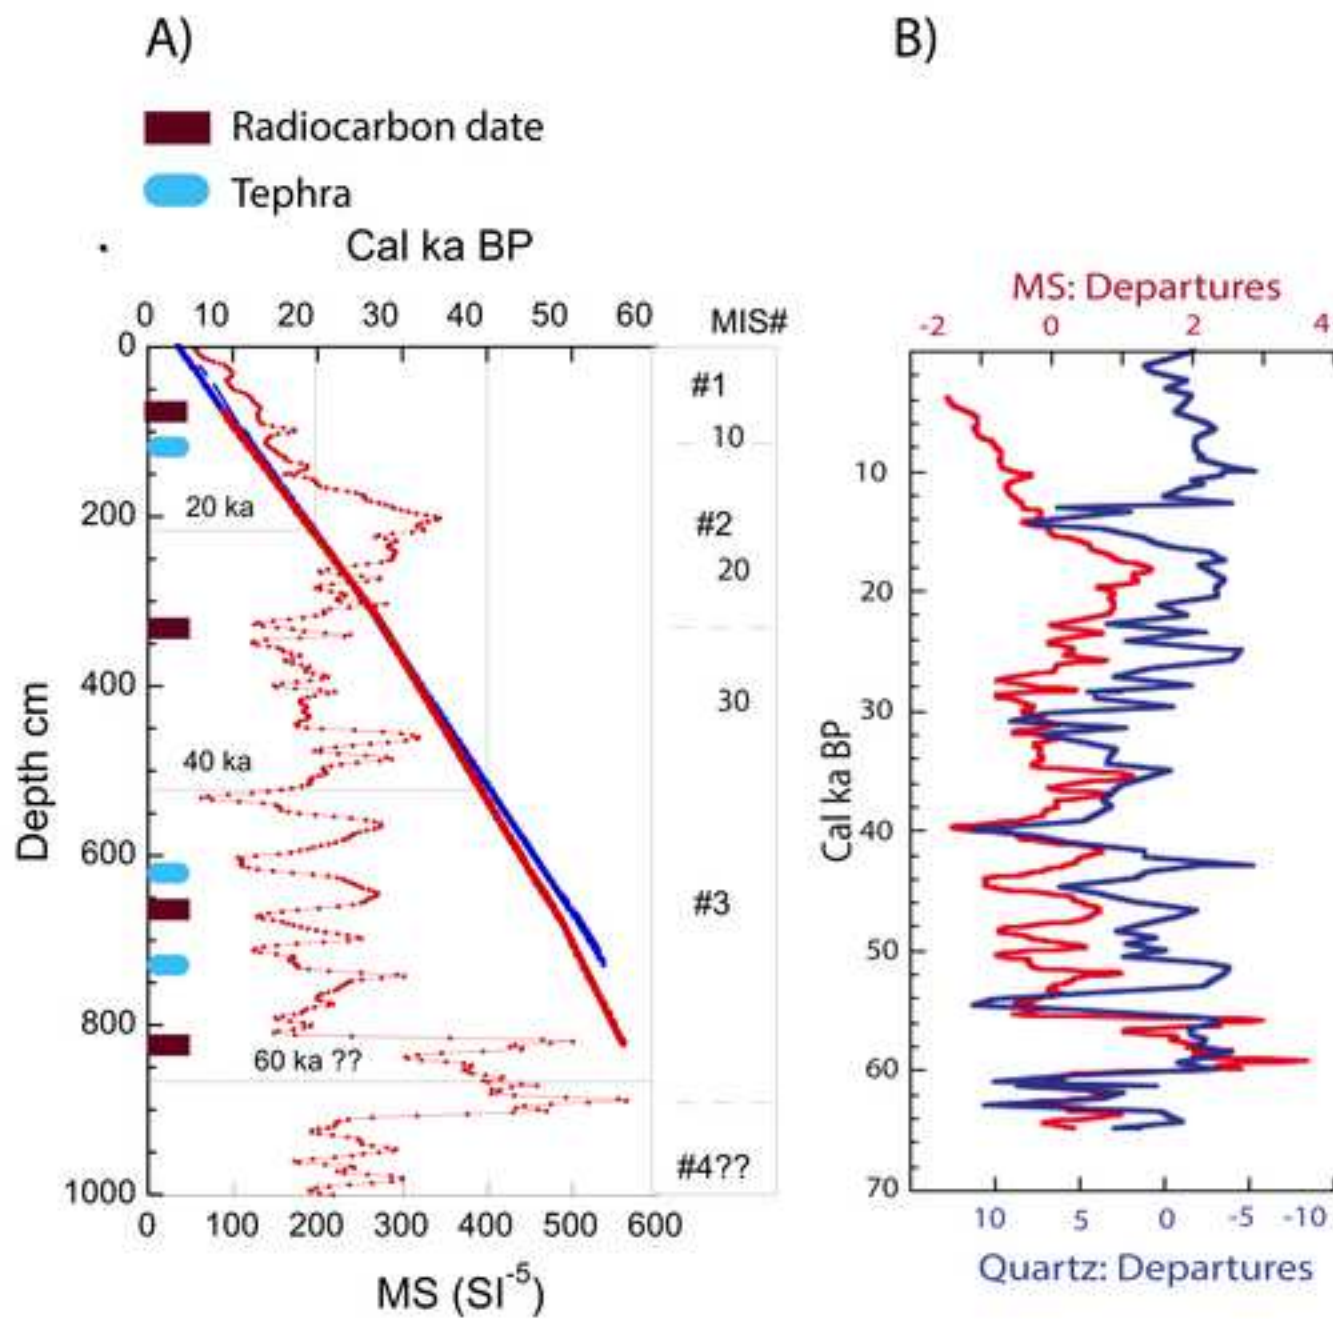 A)
B)
Radiocarbon date
Tephra
Cal ka BP
0 10 20 30 40 50 60 MIS#
0
200
400
600
800
1000
Depth cm
20 ka
40 ka
60 ka ??
#1
10
#2
20
30
#3
#4??
0 100 200 300 400 500 600
MS (SI⁻⁵)
MS: Departures
-2 0 2 4
10
20
30
40
50
60
70
Cal ka BP
10 5 0 -5 -10
Quartz: Departures